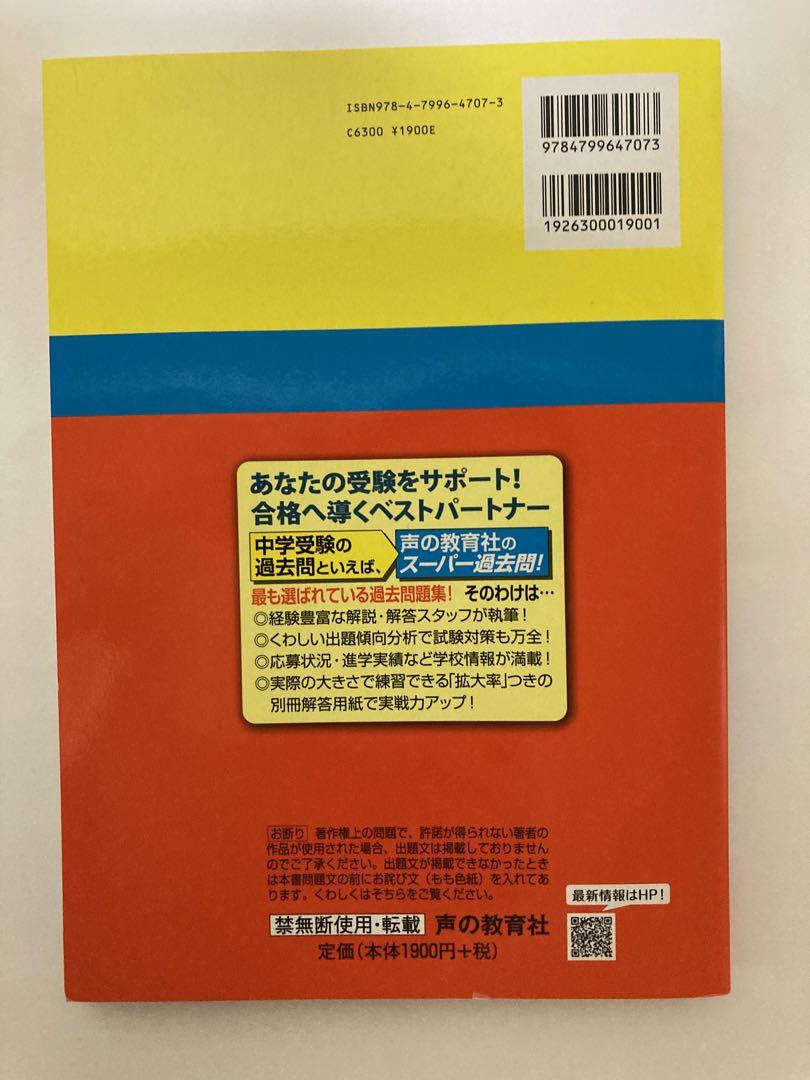 ISBN978-4-7996-4707-3
C6300 ¥1900E
9784799647073
1926300019001
あなたの受験をサポート!
合格へ導くベストパートナー
中学受験の
過去問といえば、
声の教育社の
スーパー過去問!
最も選ばれている過去問題集! そのわけは…
◎経験豊富な解説・解答スタッフが執筆!
◎くわしい出題傾向分析で試験対策も万全!
◎応募状況・進学実績など学校情報が満載!
◎実際の大きさで練習できる「拡大率」つきの
別冊解答用紙で実戦力アップ!
お断り 著作権上の問題で、許諾が得られない著者の
作品が使用された場合、出題文は掲載しておりません
のでご了承ください。出題文が掲載できなかったときは
本書問題文の前にお詫び文(もも色紙)を入れてあ
ります。くわしくはそちらをご覧ください。
最新情報はHP!
禁無断使用・転載 声の教育社
定価(本体1900円+税)